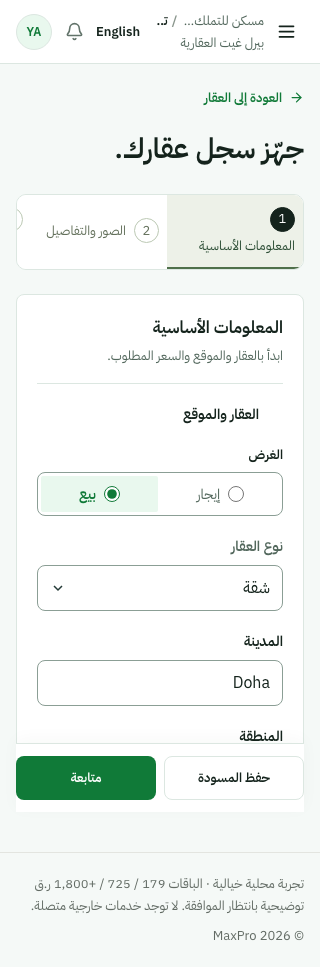 مسكن للتملك... / تـ..
بيرل غيت العقارية
English
YA
العودة إلى العقار
جهّز سجل عقارك.
1
المعلومات الأساسية
2 الصور والتفاصيل
المعلومات الأساسية
ابدأ بالعقار والموقع والسعر المطلوب.
العقار والموقع
الغرض
إيجار
بيع
نوع العقار
شقة
المدينة
Doha
المنطقة
حفظ المسودة
متابعة
تجربة محلية خيالية · الباقات 179 / 725 / +1,800 ر.ق
توضيحية بانتظار الموافقة. لا توجد خدمات خارجية متصلة.
© 2026 MaxPro